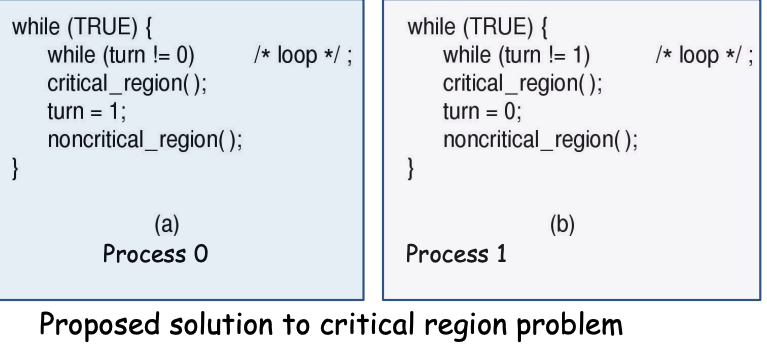 while (TRUE) {
while (turn != 0) /* loop */ ;
critical_region( );
turn = 1;
noncritical_region( );
}
(a)
Process 0
while (TRUE) {
while (turn != 1) /* loop */ ;
critical_region( );
turn = 0;
noncritical_region( );
}
(b)
Process 1
Proposed solution to critical region problem